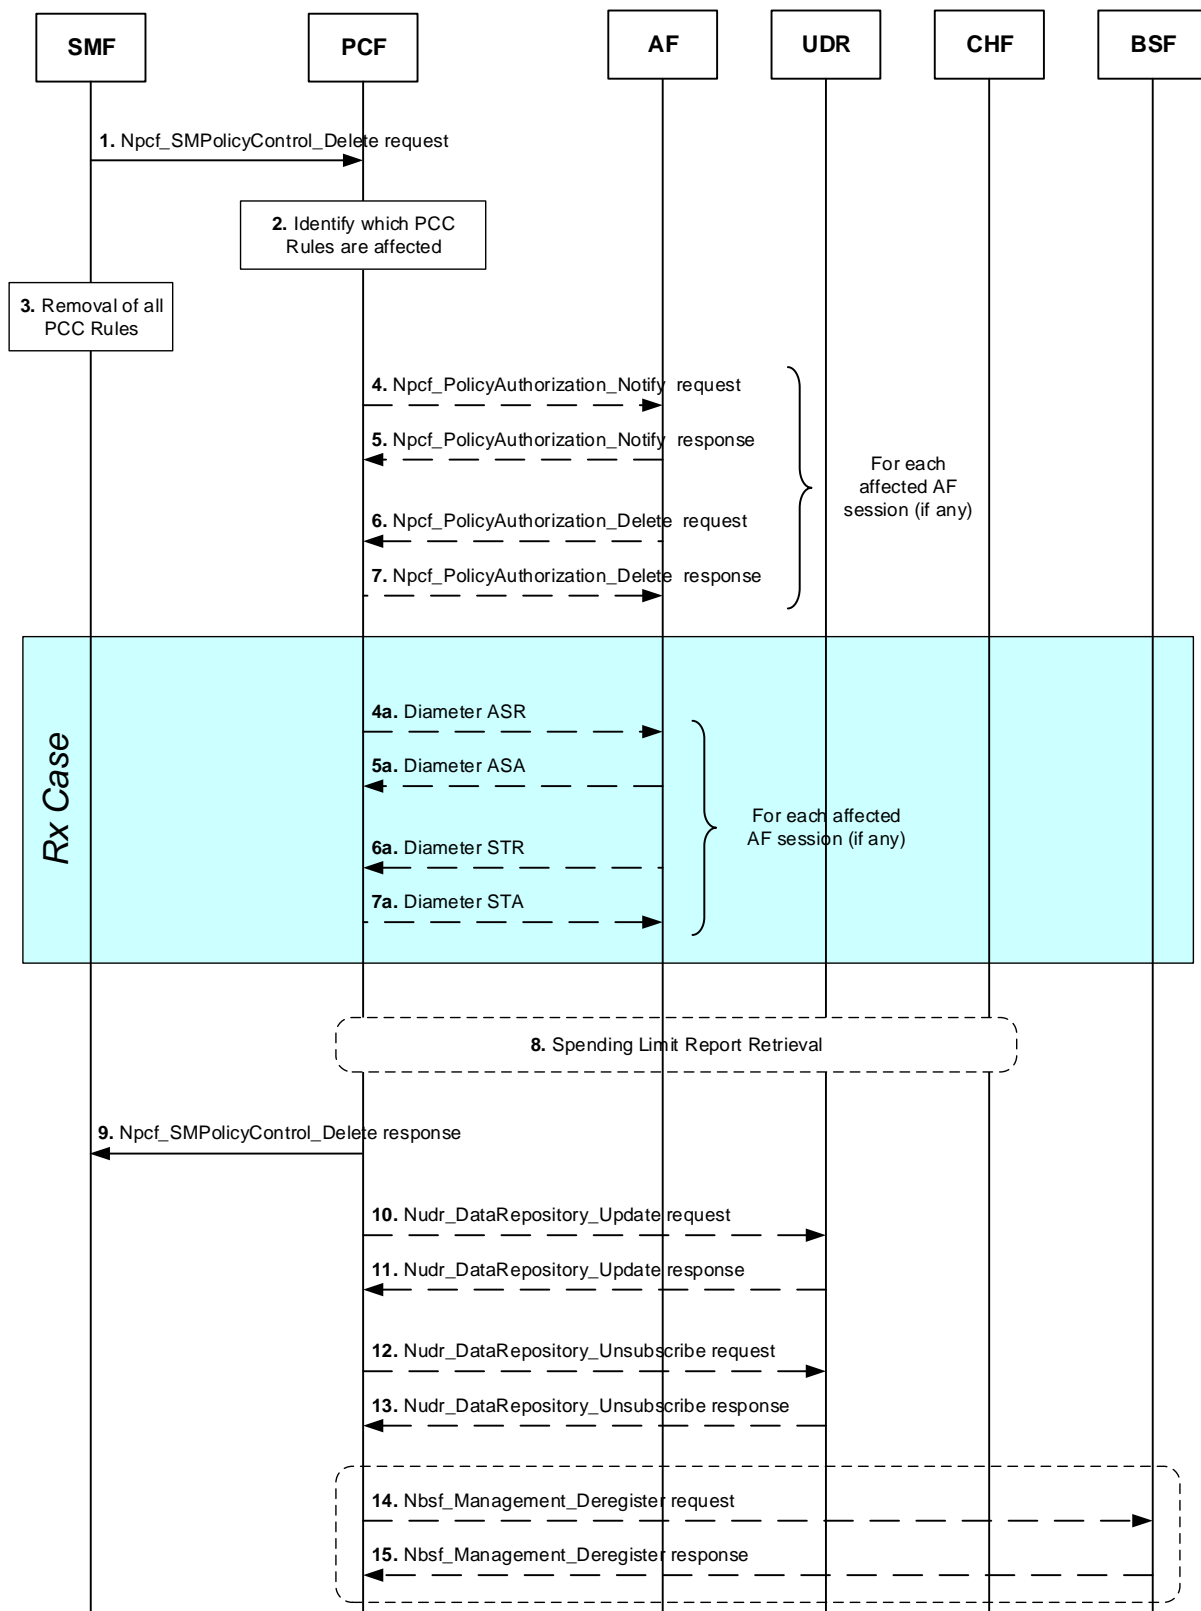 SMF
PCF
AF
UDR
CHF
BSF
1. Npcf_SMPolicyControl_Delete request
2. Identify which PCC
Rules are affected
3. Removal of all
PCC Rules
4. Npcf_PolicyAuthorization_Notify request
5. Npcf_PolicyAuthorization_Notify response
For each
affected AF
session (if any)
6. Npcf_PolicyAuthorization_Delete request
7. Npcf_PolicyAuthorization_Delete response
Rx Case
4a. Diameter ASR
5a. Diameter ASA
For each affected
AF session (if any)
6a. Diameter STR
7a. Diameter STA
8. Spending Limit Report Retrieval
9. Npcf_SMPolicyControl_Delete response
10. Nudr_DataRepository_Update request
11. Nudr_DataRepository_Update response
12. Nudr_DataRepository_Unsubscribe request
13. Nudr_DataRepository_Unsubscribe response
14. Nbsf_Management_Deregister request
15. Nbsf_Management_Deregister response